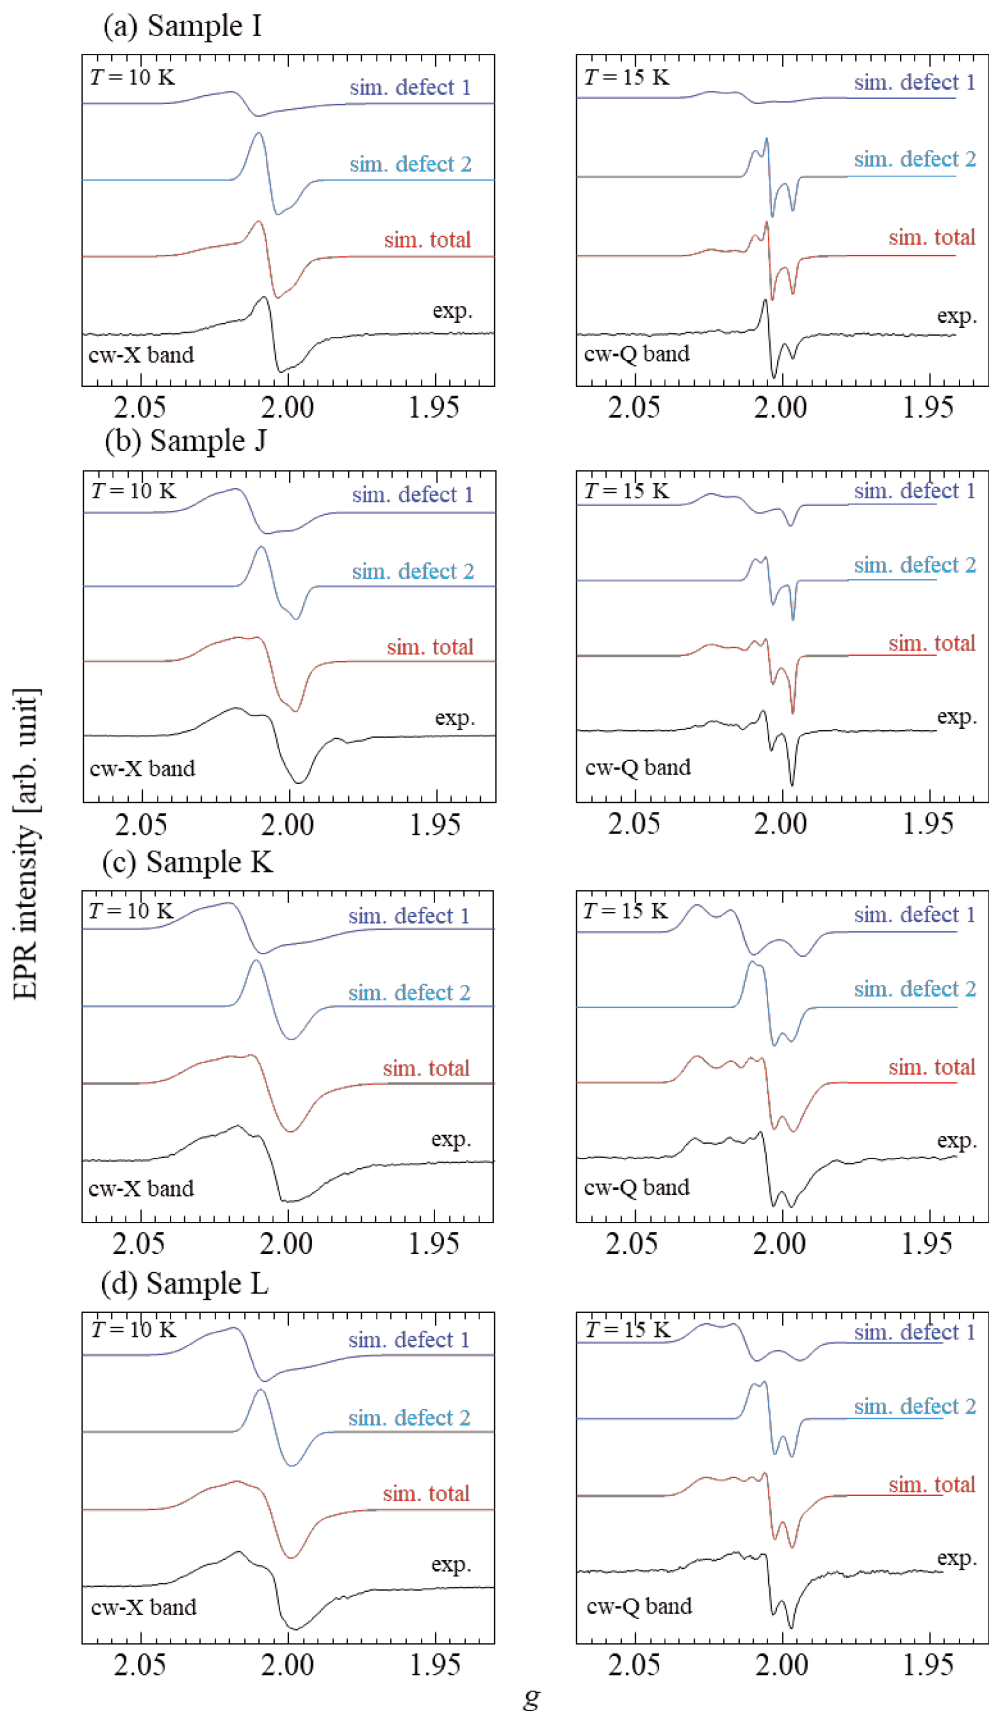 (a) Sample I
T = 10 K
sim. defect 1
sim. defect 2
sim. total
exp.
cw-X band
2.05 2.00 1.95
T = 15 K
sim. defect 1
sim. defect 2
sim. total
exp.
cw-Q band
2.05 2.00 1.95
(b) Sample J
T = 10 K
sim. defect 1
sim. defect 2
sim. total
exp.
cw-X band
2.05 2.00 1.95
T = 15 K
sim. defect 1
sim. defect 2
sim. total
exp.
cw-Q band
2.05 2.00 1.95
(c) Sample K
T = 10 K
sim. defect 1
sim. defect 2
sim. total
exp.
cw-X band
2.05 2.00 1.95
T = 15 K
sim. defect 1
sim. defect 2
sim. total
exp.
cw-Q band
2.05 2.00 1.95
(d) Sample L
T = 10 K
sim. defect 1
sim. defect 2
sim. total
exp.
cw-X band
2.05 2.00 1.95
T = 15 K
sim. defect 1
sim. defect 2
sim. total
exp.
cw-Q band
2.05 2.00 1.95
EPR intensity [arb. unit]
g